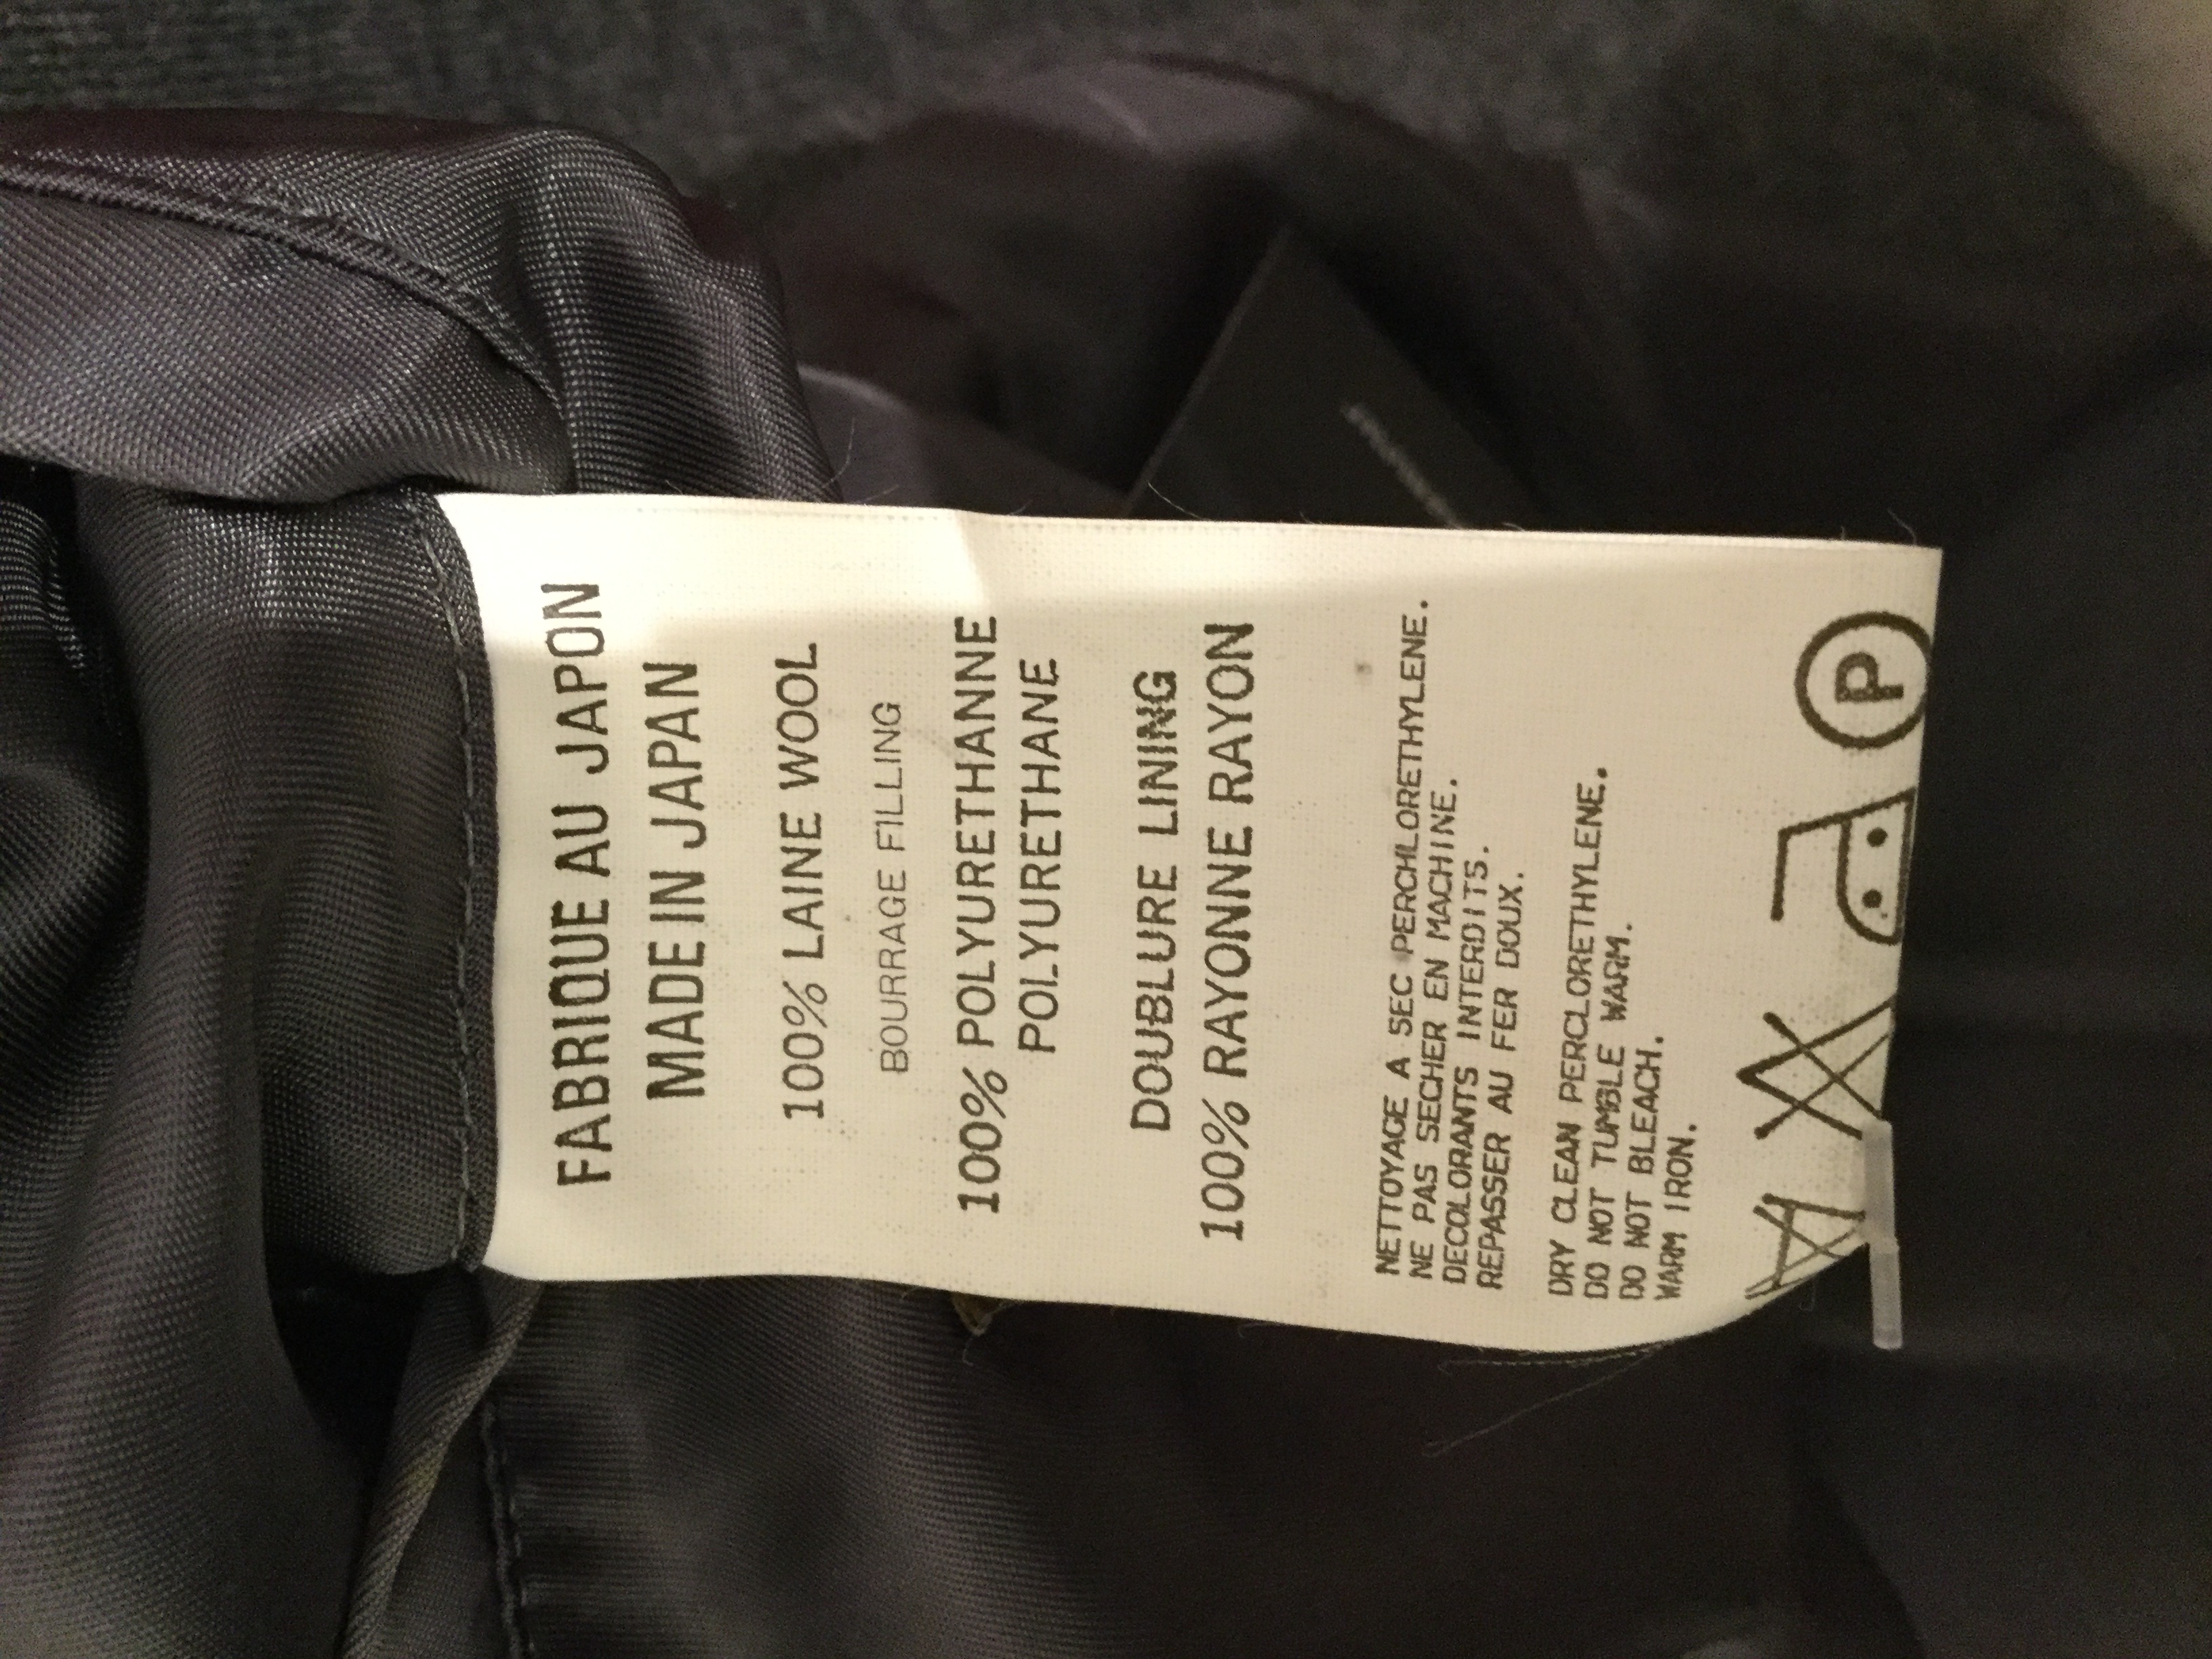 FABRIQUE AU JAPON
MADE IN JAPAN
100% LAINE WOOL
BOURRAGE FILLING
100% POLYURETHANNE
POLYURETHANE
DOUBLURE LINING
100% RAYONNE RAYON
NETTOYAGE A SEC PERCHLORETHYLENE.
NE PAS SECHER EN MACHINE.
DECOLORANTS INTERDITS.
REPASSER AU FER DOUX.
DRY CLEAN PERCLORETHYLENE.
DO NOT TUMBLE WARM.
DO NOT BLEACH.
WARM IRON.
P